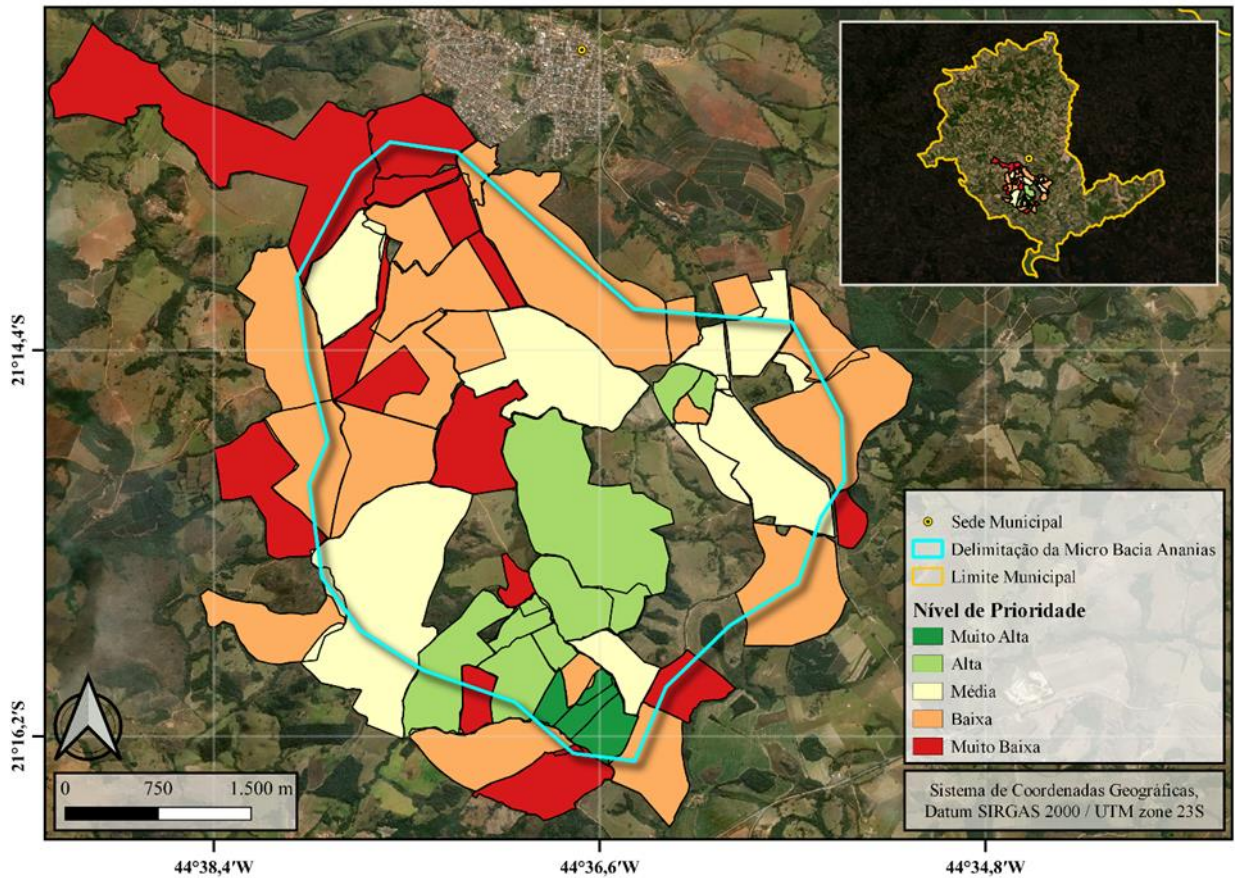 21°14,4′S
21°16,2′S
Sede Municipal
Delimitação da Micro Bacia Ananias
Limite Municipal
Nível de Prioridade
Muito Alta
Alta
Média
Baixa
Muito Baixa
Sistema de Coordenadas Geográficas,
Datum SIRGAS 2000 / UTM zone 23S
0 750 1.500 m
44°38,4′W 44°36,6′W 44°34,8′W